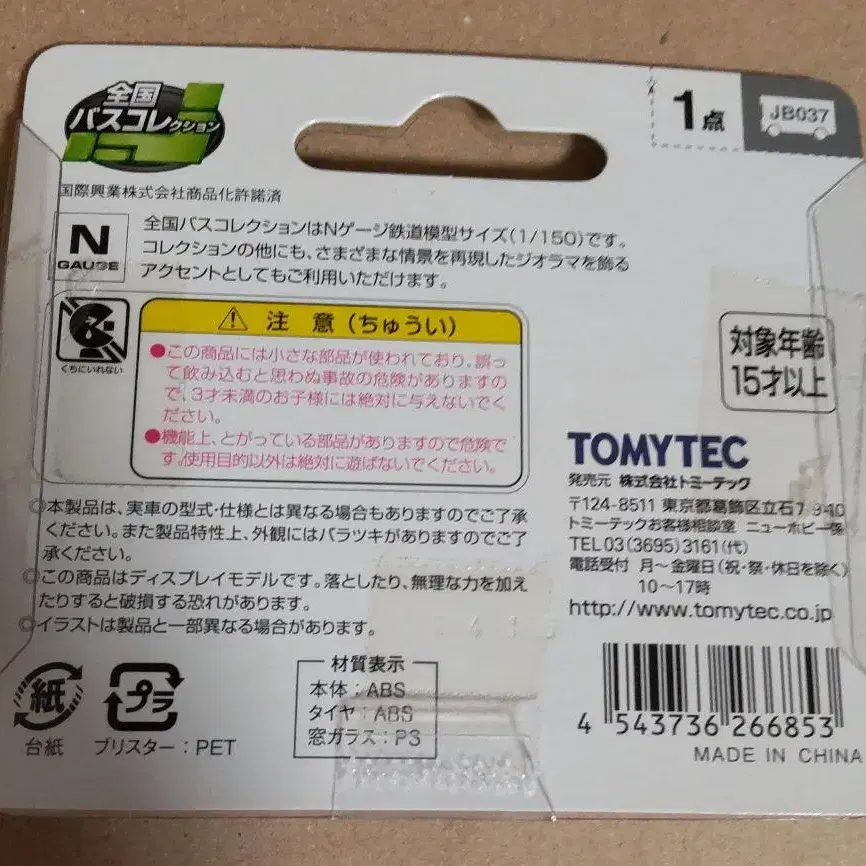 全国
バスコレクション
1点
JB037
国際興業株式会社商品化許諾済
N
GAUGE
全国バスコレクションはNゲージ鉄道模型サイズ(1/150)です。
コレクションの他にも、さまざまな情景を再現したジオラマを飾る
アクセントとしてもご利用いただけます。
くちにいれない
注 意(ちゅうい)
●この商品には小さな部品が使われており、誤っ
て飲み込むと思わぬ事故の危険がありますの
で、3才未満のお子様には絶対に与えないでく
ださい。
●機能上、とがっている部品がありますので危険で
す。使用目的以外は絶対に遊ばないでください。
対象年齢
15才以上
◎本製品は、実車の型式・仕様とは異なる場合もありますのでご了承
ください。また製品特性上、外観にはバラツキがありますのでご了
承ください。
◎この商品はディスプレイモデルです。落としたり、無理な力を加え
たりすると破損する恐れがあります。
◎イラストは製品と一部異なる場合があります。
TOMYTEC
発売元 株式会社トミーテック
〒124-8511 東京都葛飾区立石7-9-10
トミーテックお客様相談室 ニューホビー係
TEL 03(3695)3161(代)
電話受付 月〜金曜日(祝・祭・休日を除く)
10〜17時
http://www.tomytec.co.jp
紙
台紙
プラ
ブリスター:PET
材質表示
本体:ABS
タイヤ:ABS
窓ガラス:PS
4 543736 266853
MADE IN CHINA